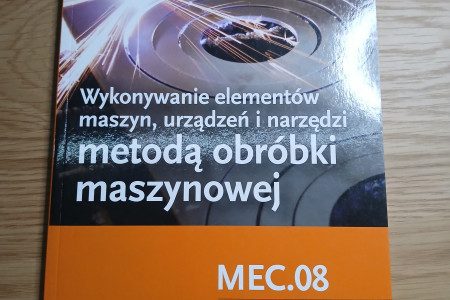 Wykonywanie elementów
maszyn, urządzeń i narzędzi
metodą obróbki
maszynowej
MEC.08